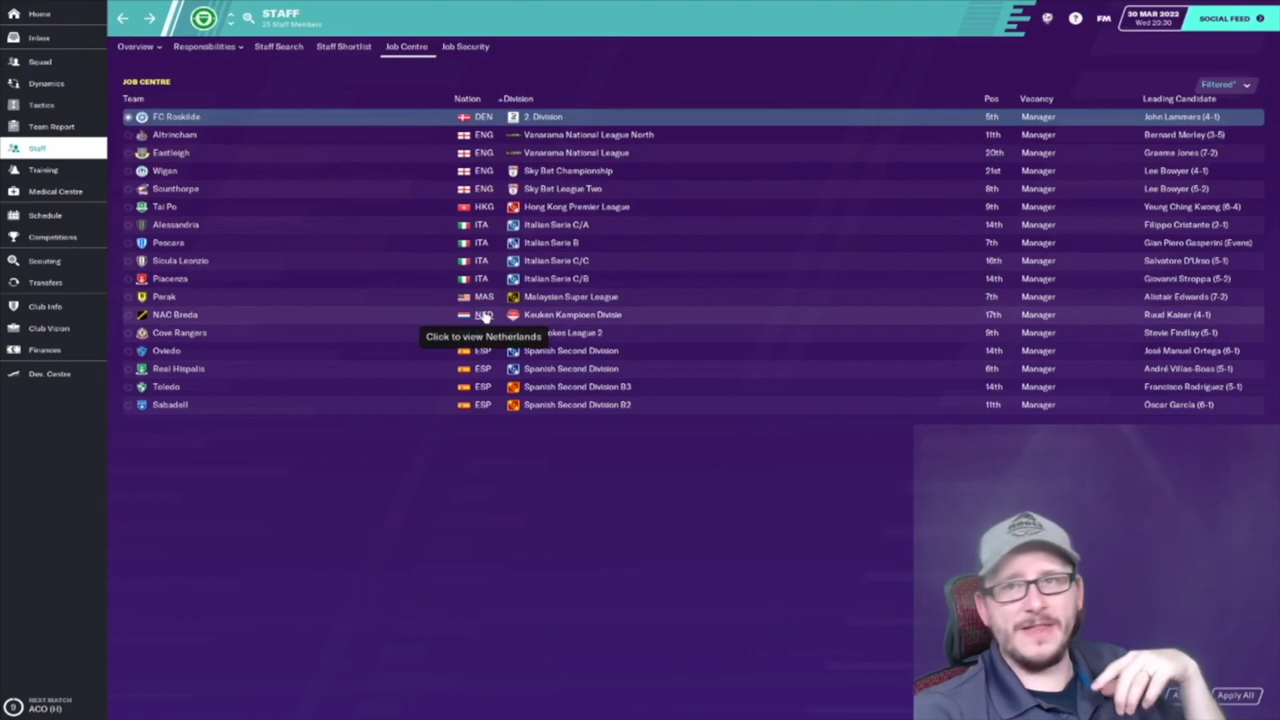 Home
Inbox
Squad
Dynamics
Tactics
Team Report
Staff
Training
Medical Centre
Schedule
Competitions
Scouting
Transfers
Club Info
Club Vision
Finances
Dev. Centre
NEXT MATCH
ACO (H)
STAFF
25 Staff Members
FM
30 MAR 2022
Wed 20:30
SOCIAL FEED
Overview Responsibilities Staff Search Staff Shortlist Job Centre Job Security
JOB CENTRE
Filtered*
Team Nation Division Pos Vacancy Leading Candidate
FC Roskilde DEN 2. Division 5th Manager John Lammers (4-1)
Altrincham ENG Vanarama National League North 11th Manager Bernard Morley (3-5)
Eastleigh ENG Vanarama National League 20th Manager Graeme Jones (7-2)
Wigan ENG Sky Bet Championship 21st Manager Lee Bowyer (4-1)
Scunthorpe ENG Sky Bet League Two 8th Manager Lee Bowyer (5-2)
Tai Po HKG Hong Kong Premier League 9th Manager Yeung Ching Kwong (6-4)
Alessandria ITA Italian Serie C/A 14th Manager Filippo Cristante (2-1)
Pescara ITA Italian Serie B 7th Manager Gian Piero Gasperini (Evens)
Sicula Leonzio ITA Italian Serie C/C 16th Manager Salvatore D'Urso (5-1)
Piacenza ITA Italian Serie C/B 14th Manager Giovanni Stroppa (5-2)
Perak MAS Malaysian Super League 7th Manager Alistair Edwards (7-2)
NAC Breda Keuken Kampioen Divisie 17th Manager Ruud Kaiser (4-1)
Click to view Netherlands
Cove Rangers okes League 2 9th Manager Stevie Findlay (5-1)
Oviedo ESP Spanish Second Division 14th Manager José Manuel Ortega (6-1)
Real Hispalis ESP Spanish Second Division 6th Manager André Villas-Boas (5-1)
Toledo ESP Spanish Second Division B3 14th Manager Francisco Rodríguez (5-1)
Sabadell ESP Spanish Second Division B2 11th Manager Óscar García (6-1)
Apply All